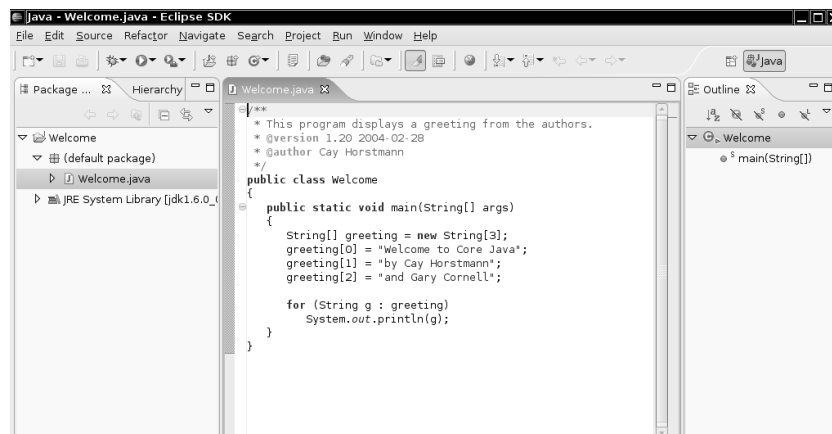 Java - Welcome.java - Eclipse SDK
File Edit Source Refactor Navigate Search Project Run Window Help
Java
Package ... Hierarchy
Welcome
(default package)
Welcome.java
JRE System Library [jdk1.6.0_
Welcome.java
/**
* This program displays a greeting from the authors.
* @version 1.20 2004-02-28
* @author Cay Horstmann
*/
public class Welcome
{
public static void main(String[] args)
{
String[] greeting = new String[3];
greeting[0] = "Welcome to Core Java";
greeting[1] = "by Cay Horstmann";
greeting[2] = "and Gary Cornell";
for (String g : greeting)
System.out.println(g);
}
}
Outline
Welcome
main(String[])